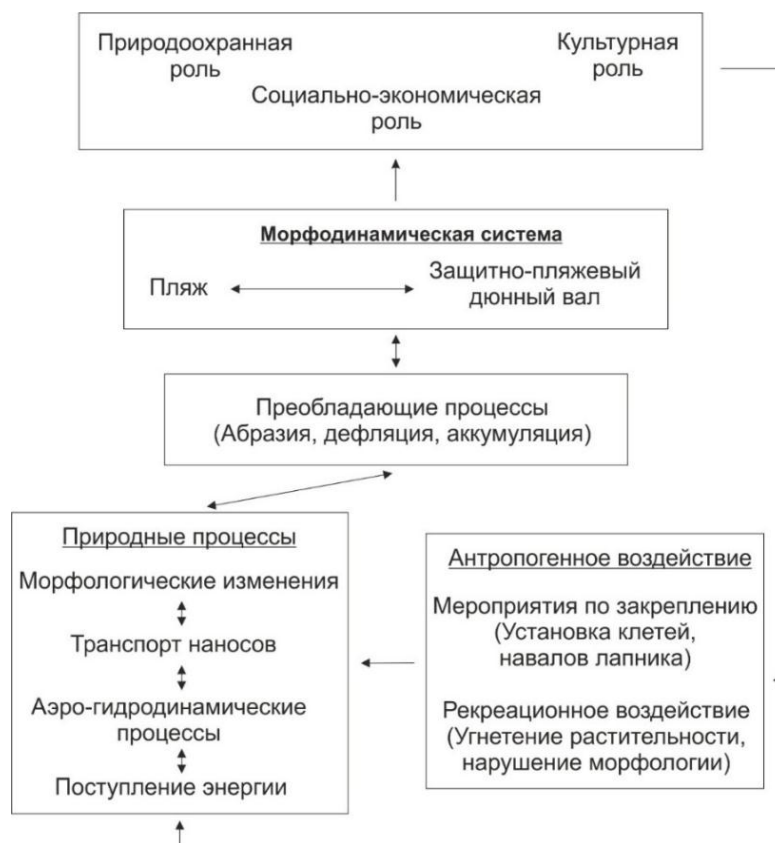 Природоохранная
роль
Культурная
роль
Социально-экономическая
роль
Морфодинамическая система
Пляж
Защитно-пляжевый
дюнный вал
Преобладающие процессы
(Абразия, дефляция, аккумуляция)
Природные процессы
Морфологические изменения
Транспорт наносов
Аэро-гидродинамические
процессы
Поступление энергии
Антропогенное воздействие
Мероприятия по закреплению
(Установка клетей,
навалов лапника)
Рекреационное воздействие
(Угнетение растительности,
нарушение морфологии)